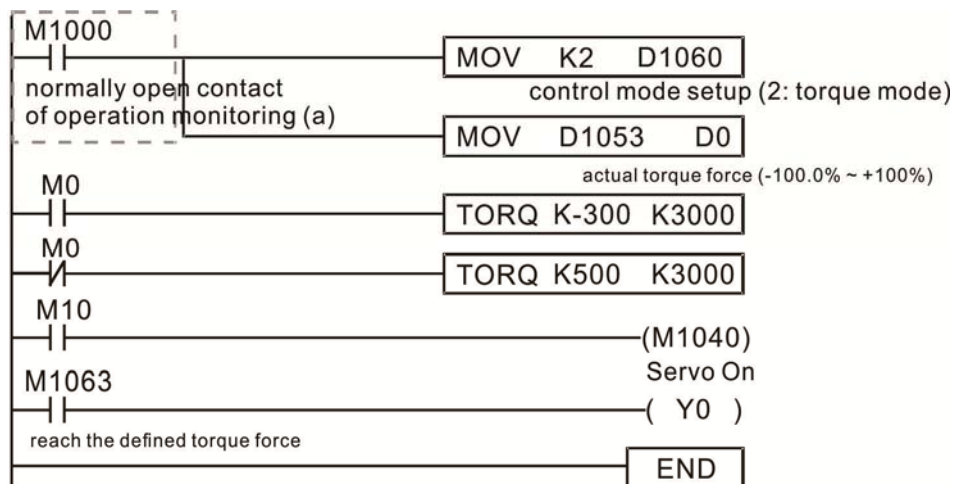 M1000
MOV K2 D1060
normally open contact
control mode setup (2: torque mode)
of operation monitoring (a)
MOV D1053 D0
actual torque force (-100.0% ~ +100%)
M0
TORQ K-300 K3000
M0
TORQ K500 K3000
M10
(M1040)
Servo On
M1063
( Y0 )
reach the defined torque force
END